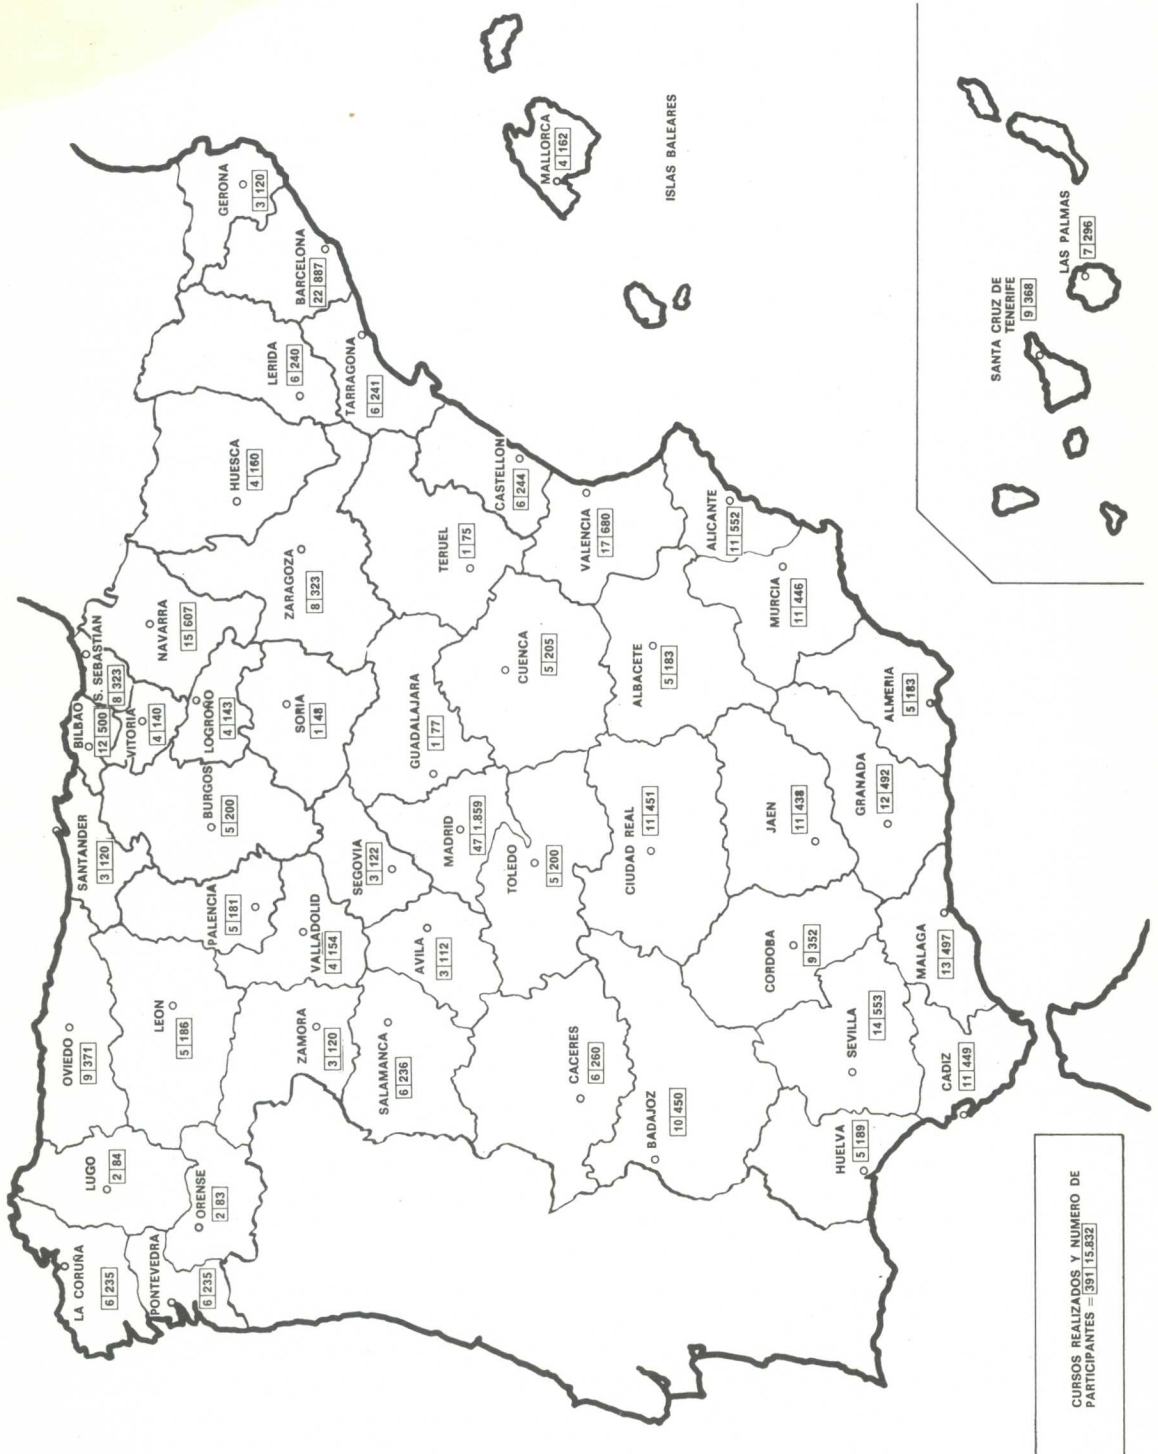 LA CORUÑA
6 235
LUGO
2 84
OVIEDO
9 371
SANTANDER
3 120
BILBAO
12 500
S. SEBASTIAN
8 323
VITORIA
4 140
NAVARRA
15 607
PONTEVEDRA
6 235
ORENSE
2 83
LEON
5 186
PALENCIA
5 181
BURGOS
5 200
LOGROÑO
4 143
HUESCA
4 160
LERIDA
6 240
GERONA
3 120
BARCELONA
22 887
ZAMORA
3 120
VALLADOLID
4 154
SORIA
1 48
ZARAGOZA
8 323
TARRAGONA
6 241
SALAMANCA
6 236
AVILA
3 112
SEGOVIA
3 122
MADRID
47 1.859
GUADALAJARA
1 77
TERUEL
1 75
CASTELLON
6 244
MALLORCA
4 162
ISLAS BALEARES
CACERES
6 260
TOLEDO
5 200
CUENCA
5 205
VALENCIA
17 680
BADAJOZ
10 450
CIUDAD REAL
11 451
ALBACETE
5 183
ALICANTE
11 552
MURCIA
11 446
HUELVA
5 189
SEVILLA
14 553
CORDOBA
9 352
JAEN
11 438
GRANADA
12 492
ALMERIA
5 183
CADIZ
11 449
MALAGA
13 497
SANTA CRUZ DE
TENERIFE
9 368
LAS PALMAS
7 296
CURSOS REALIZADOS Y NUMERO DE
PARTICIPANTES = 391 15.832